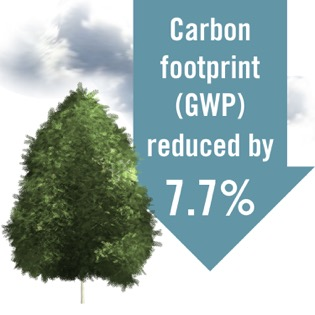 Carbon
footprint
(GWP)
reduced by
7.7%